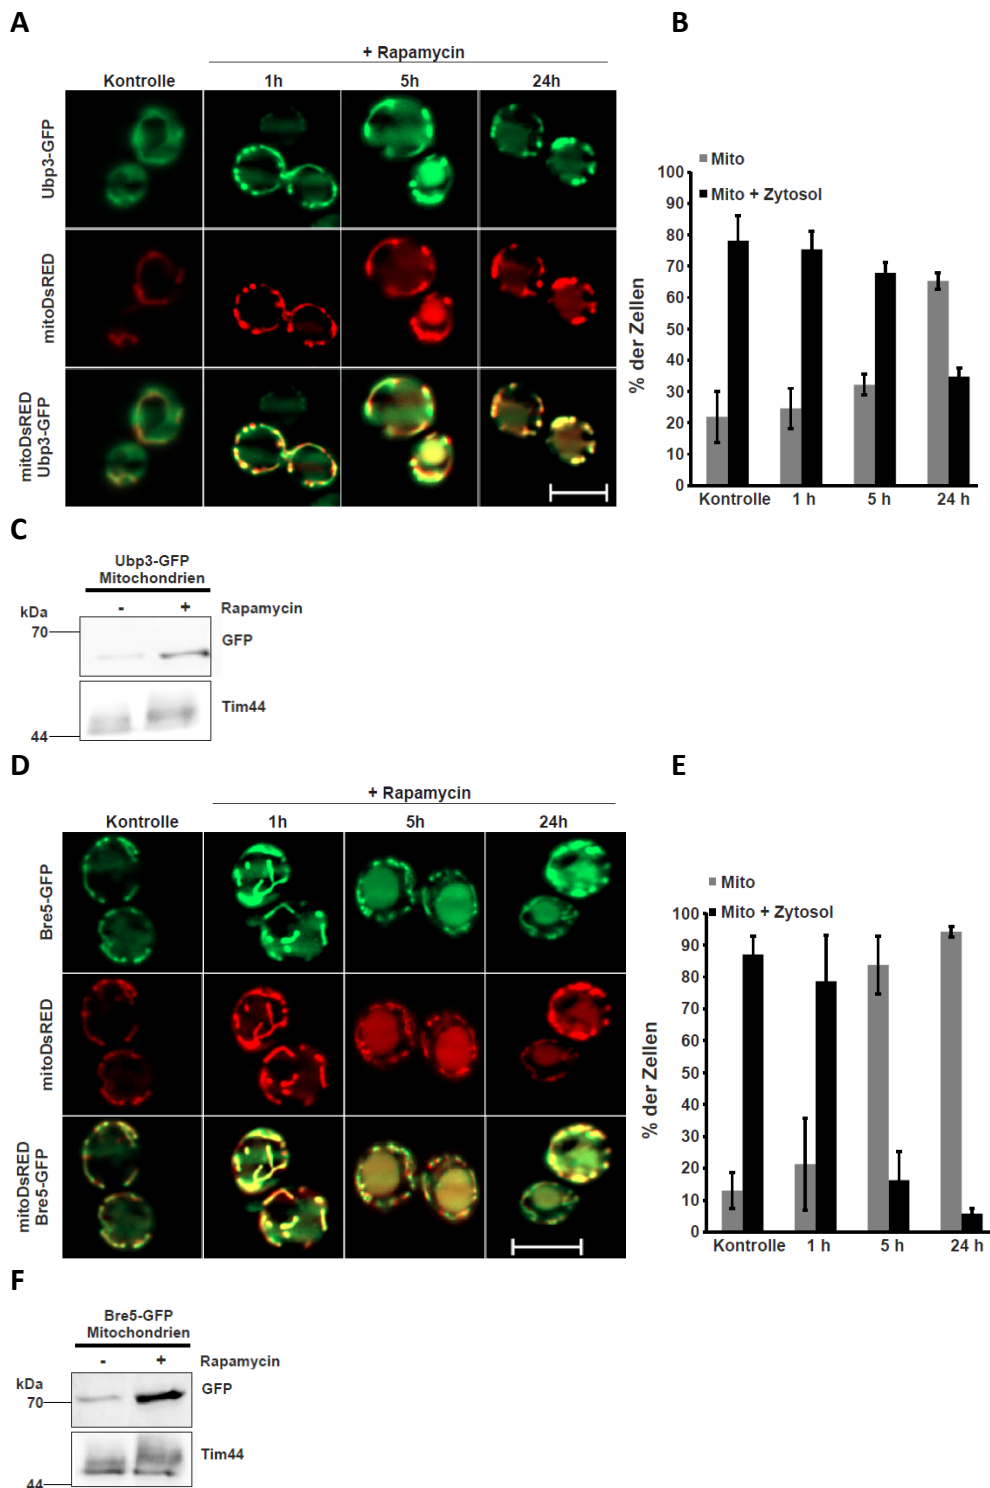 A
+ Rapamycin
Kontrolle 1h 5h 24h
Ubp3-GFP
mitoDsRED
mitoDsRED
Ubp3-GFP
B
Mito
Mito + Zytosol
% der Zellen
100
90
80
70
60
50
40
30
20
10
0
Kontrolle 1 h 5 h 24 h
C
Ubp3-GFP
Mitochondrien
- + Rapamycin
kDa
70
GFP
Tim44
44
D
+ Rapamycin
Kontrolle 1h 5h 24h
Bre5-GFP
mitoDsRED
mitoDsRED
Bre5-GFP
E
Mito
Mito + Zytosol
% der Zellen
100
90
80
70
60
50
40
30
20
10
0
Kontrolle 1 h 5 h 24 h
F
Bre5-GFP
Mitochondrien
- + Rapamycin
kDa
70
GFP
Tim44
44